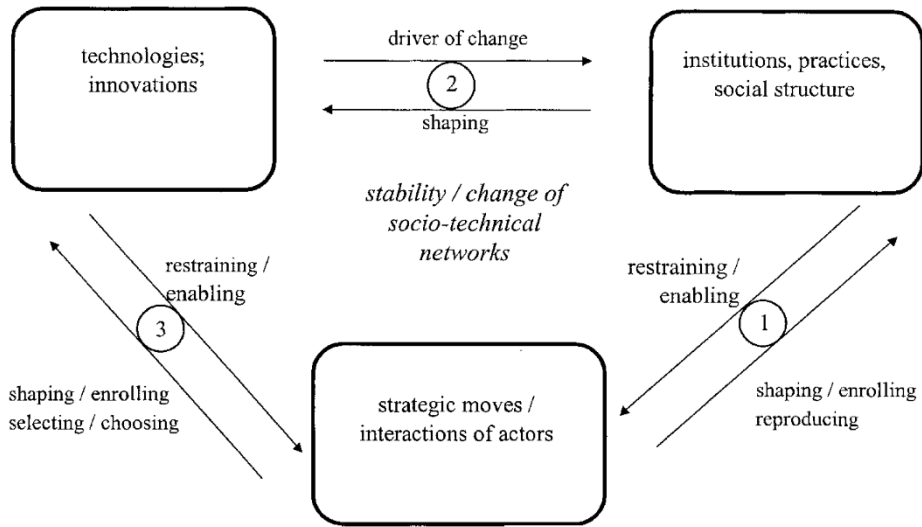 technologies;
innovations
driver of change
2
shaping
institutions, practices,
social structure
stability / change of
socio-technical
networks
restraining /
enabling
3
shaping / enrolling
selecting / choosing
restraining /
enabling
1
shaping / enrolling
reproducing
strategic moves /
interactions of actors